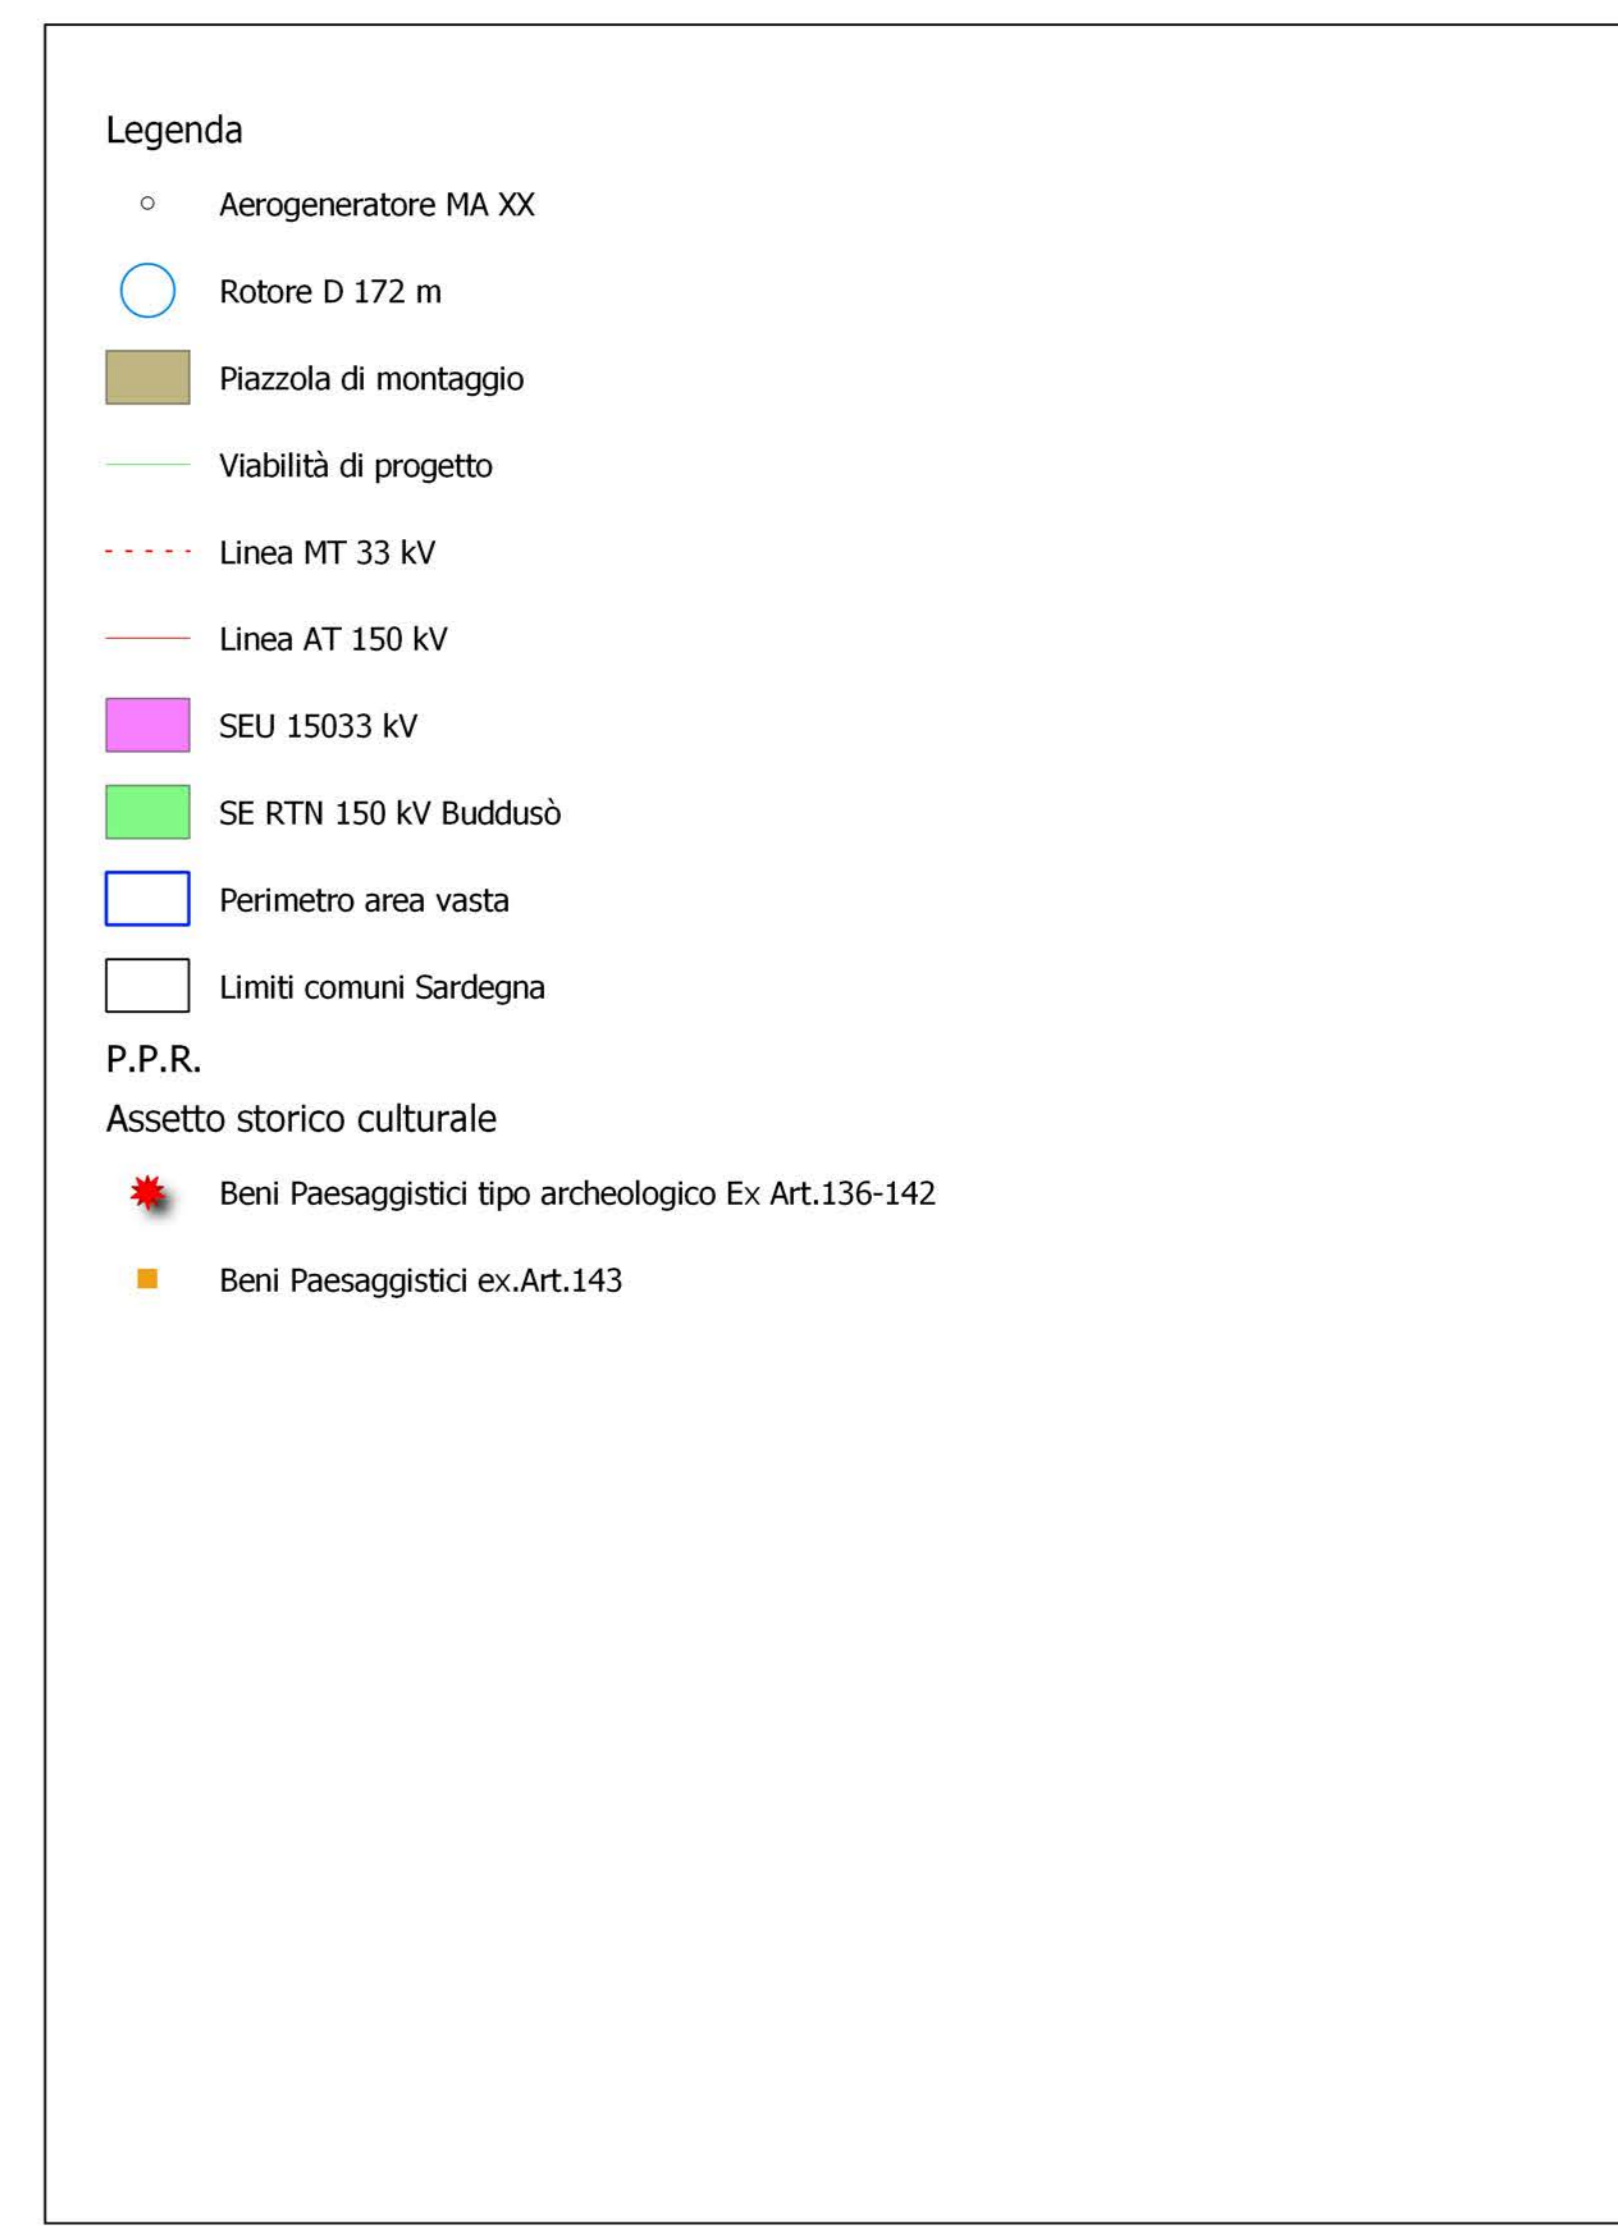 Legenda
Aerogeneratore MA XX
Rotore D 172 m
Piazzola di montaggio
Viabilità di progetto
Linea MT 33 kV
Linea AT 150 kV
SEU 15033 kV
SE RTN 150 kV Buddusò
Perimetro area vasta
Limiti comuni Sardegna
P.P.R.
Assetto storico culturale
Beni Paesaggistici tipo archeologico Ex Art.136-142
Beni Paesaggistici ex.Art.143